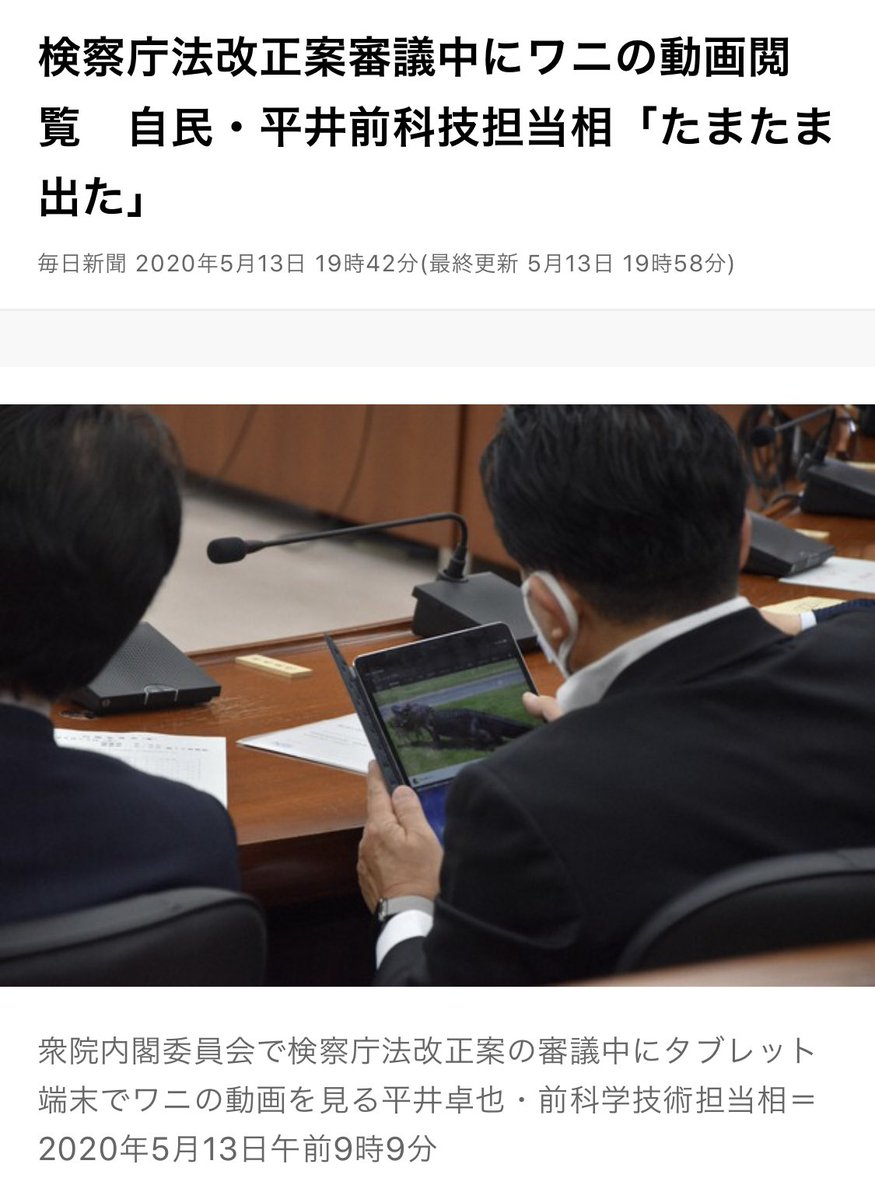 検察庁法改正案審議中にワニの動画閲
覧　自民・平井前科技担当相「たまたま
出た」
毎日新聞 2020年5月13日 19時42分(最終更新 5月13日 19時58分)
衆院内閣委員会で検察庁法改正案の審議中にタブレット
端末でワニの動画を見る平井卓也・前科学技術担当相＝
2020年5月13日午前9時9分